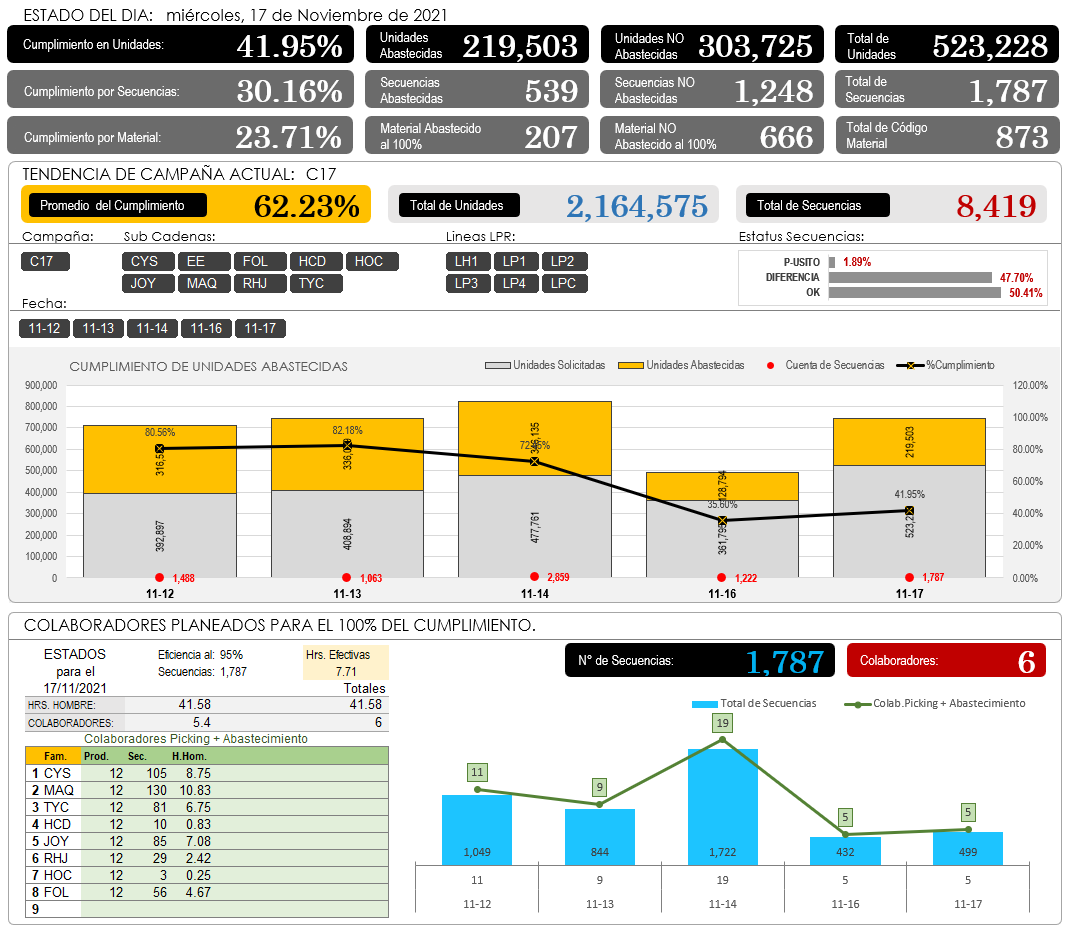 ESTADO DEL DIA: miércoles, 17 de Noviembre de 2021
Cumplimiento en Unidades: 41.95%
Unidades Abastecidas 219,503
Unidades NO Abastecidas 303,725
Total de Unidades 523,228
Cumplimiento por Secuencias: 30.16%
Secuencias Abastecidas 539
Secuencias NO Abastecidas 1,248
Total de Secuencias 1,787
Cumplimiento por Material: 23.71%
Material Abastecido al 100% 207
Material NO Abastecido al 100% 666
Total de Código Material 873
TENDENCIA DE CAMPAÑA ACTUAL: C17
Promedio del Cumplimiento 62.23%
Total de Unidades 2,164,575
Total de Secuencias 8,419
Campaña:
C17
Sub Cadenas:
CYS EE FOL HCD HOC
JOY MAQ RHJ TYC
Lineas LPR:
LH1 LP1 LP2
LP3 LP4 LPC
Estatus Secuencias:
P-USITO 1.89%
DIFERENCIA 47.70%
OK 50.41%
Fecha:
11-12 11-13 11-14 11-16 11-17
CUMPLIMIENTO DE UNIDADES ABASTECIDAS
Unidades Solicitadas Unidades Abastecidas Cuenta de Secuencias %Cumplimiento
900,000
800,000
700,000
600,000
500,000
400,000
300,000
200,000
100,000
0
120.00%
100.00%
80.00%
60.00%
40.00%
20.00%
0.00%
80.56% 82.18% 35.60% 41.95%
128,794 219,503
392,897 408,894 477,761
1,488 1,063 2,859 1,222 1,787
11-12 11-13 11-14 11-16 11-17
COLABORADORES PLANEADOS PARA EL 100% DEL CUMPLIMIENTO.
ESTADOS
para el
17/11/2021
Eficiencia al: 95%
Secuencias: 1,787
Hrs. Efectivas
7.71
Totales
HRS. HOMBRE: 41.58 41.58
COLABORADORES: 5.4 6
Colaboradores Picking + Abastecimiento
Fam. Prod. Sec. H.Hom.
1 CYS 12 105 8.75
2 MAQ 12 130 10.83
3 TYC 12 81 6.75
4 HCD 12 10 0.83
5 JOY 12 85 7.08
6 RHJ 12 29 2.42
7 HOC 12 3 0.25
8 FOL 12 56 4.67
9
N° de Secuencias: 1,787
Colaboradores: 6
Total de Secuencias Colab.Picking + Abastecimiento
11 9 19 5 5
1,049 844 1,722 432 499
11 9 19 5 5
11-12 11-13 11-14 11-16 11-17